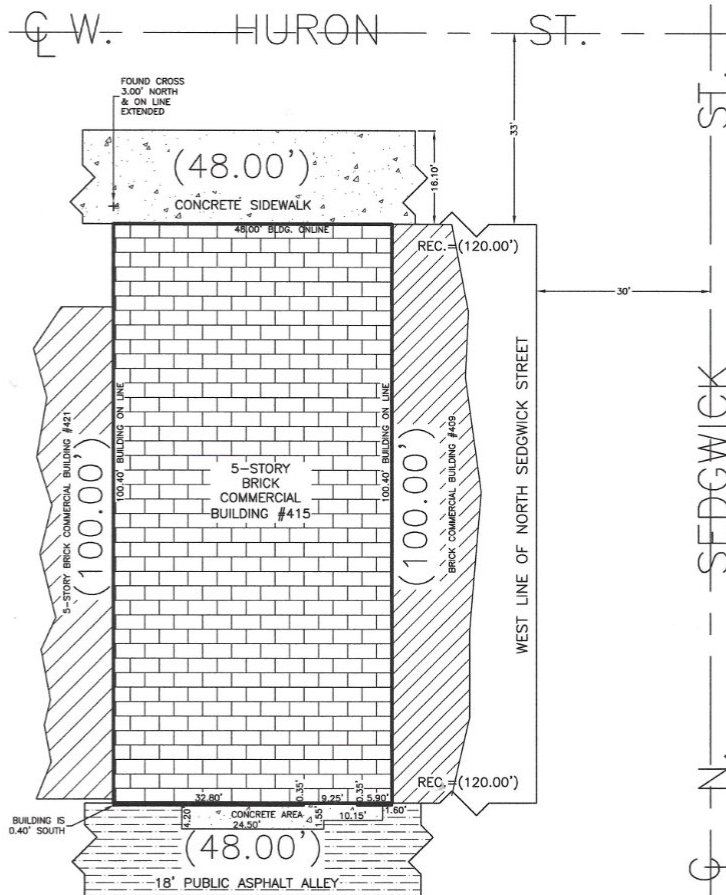 ℄ W. HURON ST.
FOUND CROSS
3.00' NORTH
& ON LINE
EXTENDED
33'
16.10'
(48.00')
CONCRETE SIDEWALK
48.00' BLDG. ONLINE
REC.=(120.00')
30'
℄ N. SEDGWICK ST.
WEST LINE OF NORTH SEDGWICK STREET
5-STORY BRICK COMMERCIAL BUILDING #421
(100.00')
100.40' BUILDING ON LINE
5-STORY
BRICK
COMMERCIAL
BUILDING #415
100.40' BUILDING ON LINE
(100.00')
BRICK COMMERCIAL BUILDING #409
REC.=(120.00')
32.80'
0.35'
9.25'
0.35'
5.90'
BUILDING IS
0.40' SOUTH
4.20'
CONCRETE AREA
24.50'
10.15'
1.60'
(48.00')
18' PUBLIC ASPHALT ALLEY